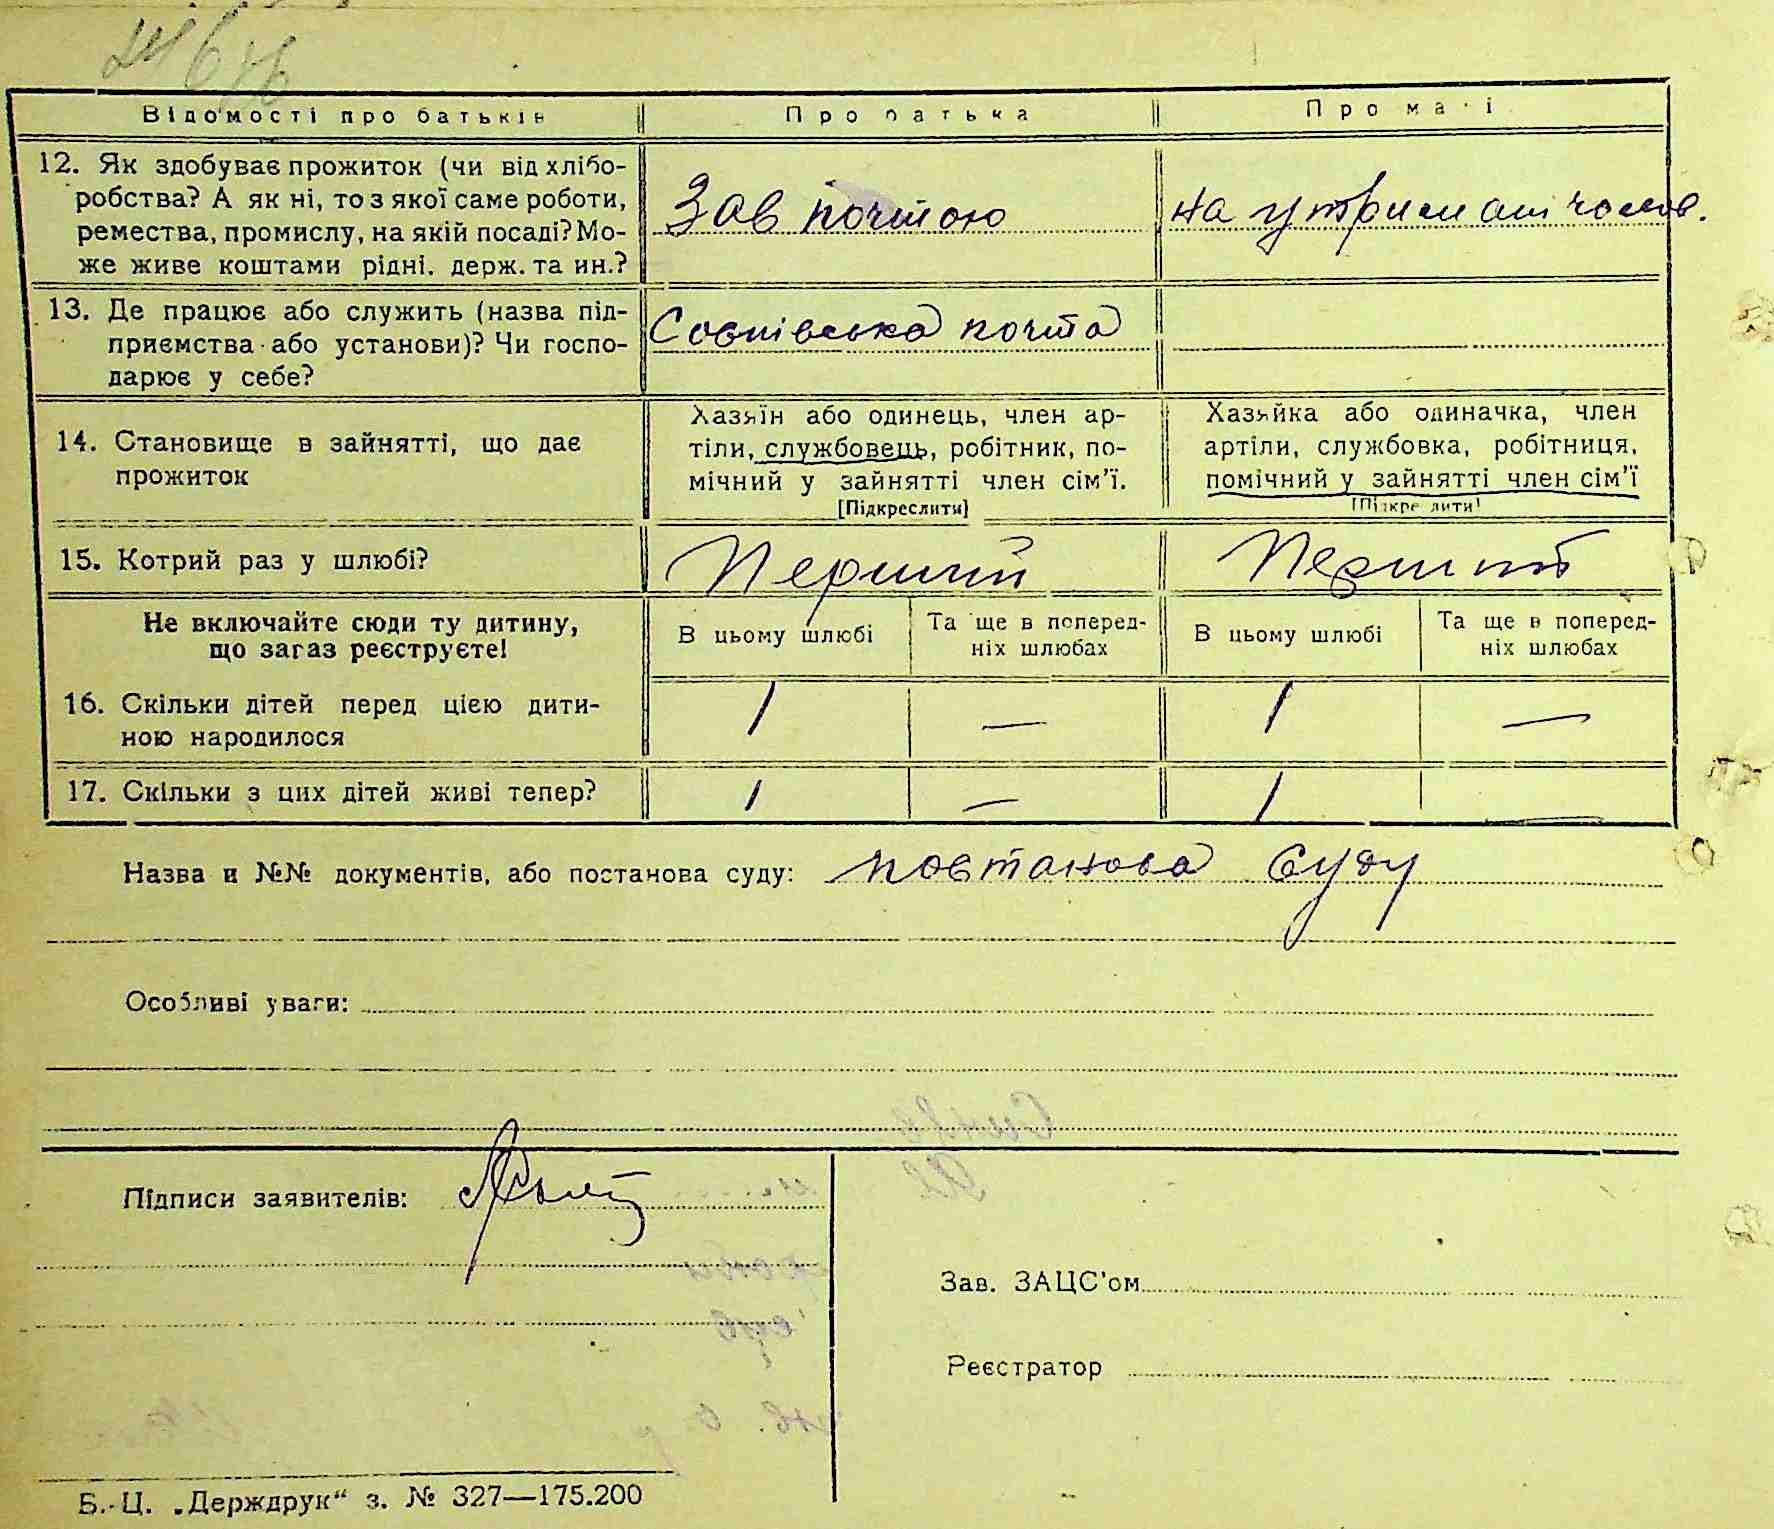 Відомості про батьків Про батька Про маті
12. Як здобуває прожиток (чи від хлібо-
робства? А як ні, то з якої саме роботи,
ремества, промислу, на якій посаді? Мо-
же живе коштами рідні. держ. та ин.?
Зав почтою
на утриман чолов.
13. Де працює або служить (назва під-
приємства або установи)? Чи госпо-
дарює у себе?
почта
14. Становище в зайнятті, що дає
прожиток
Хазяїн або одинець, член ар-
тіли, службовець, робітник, по-
мічний у зайнятті член сім’ї.
[Підкреслити]
Хазяйка або одиначка, член
артіли, службовка, робітниця,
помічний у зайнятті член сім’ї
[Підкреслити]
15. Котрий раз у шлюбі?
Перший
Перший
Не включайте сюди ту дитину,
що зараз реєструєте!
В цьому шлюбі
Та ще в поперед-
ніх шлюбах
В цьому шлюбі
Та ще в поперед-
ніх шлюбах
16. Скільки дітей перед цією дити-
ною народилося
1 — 1 —
17. Скільки з цих дітей живі тепер? 1 — 1 —
Назва и №№ документів, або постанова суду: постанова суду
Особливі уваги:
Підписи заявителів:
Зав. ЗАЦС’ом
Реєстратор
Б.-Ц. „Держдрук“ з. № 327—175.200